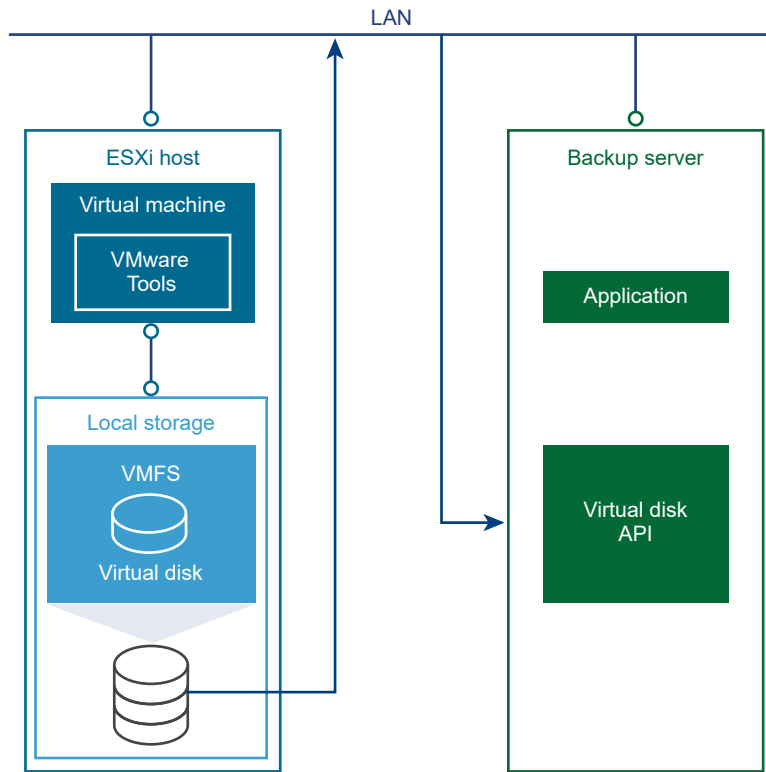 LAN
ESXi host
Virtual machine
VMware
Tools
Local storage
VMFS
Virtual disk
Backup server
Application
Virtual disk
API